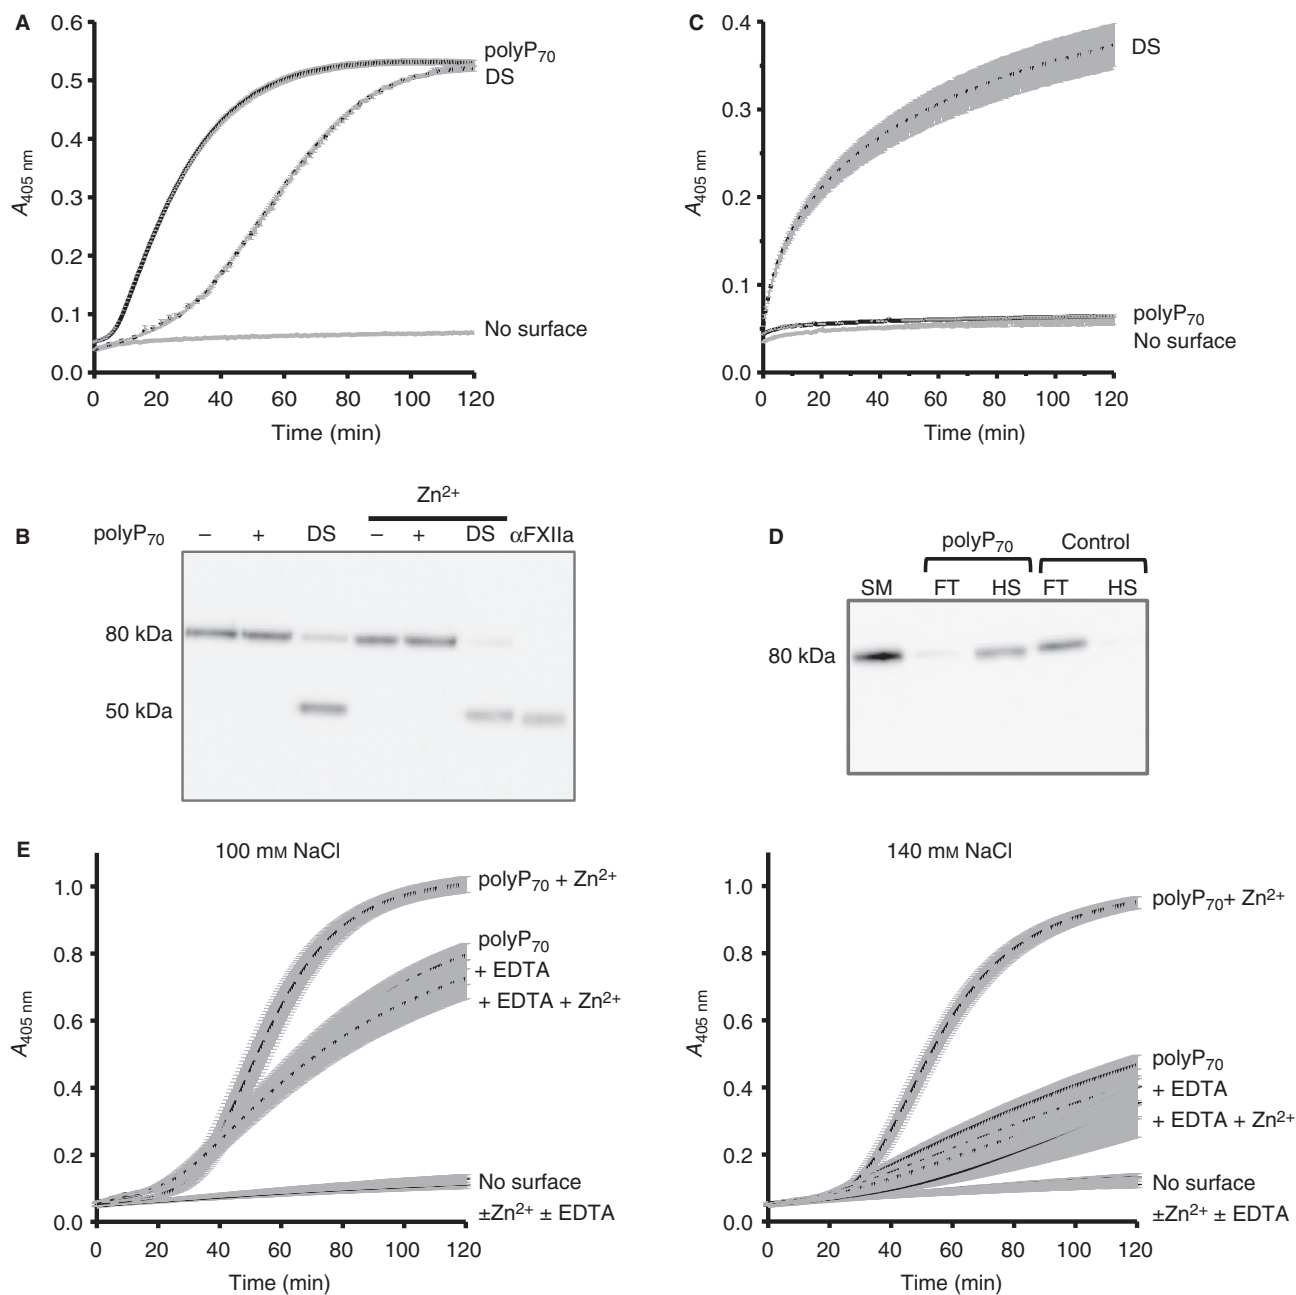 A
0.6
0.5
0.4
0.3
0.2
0.1
0.0
A405 nm
polyP70
DS
No surface
0 20 40 60 80 100 120
Time (min)
C
0.4
0.3
0.2
0.1
0.0
A405 nm
DS
polyP70
No surface
0 20 40 60 80 100 120
Time (min)
B
Zn2+
polyP70 – + DS – + DS αFXIIa
80 kDa
50 kDa
D
polyP70 Control
SM FT HS FT HS
80 kDa
E
100 mM NaCl
1.0
0.8
0.6
0.4
0.2
0.0
A405 nm
polyP70 + Zn2+
polyP70
+ EDTA
+ EDTA + Zn2+
No surface
±Zn2+ ± EDTA
0 20 40 60 80 100 120
Time (min)
140 mM NaCl
1.0
0.8
0.6
0.4
0.2
0.0
A405 nm
polyP70+ Zn2+
polyP70
+ EDTA
+ EDTA + Zn2+
No surface
±Zn2+ ± EDTA
0 20 40 60 80 100 120
Time (min)